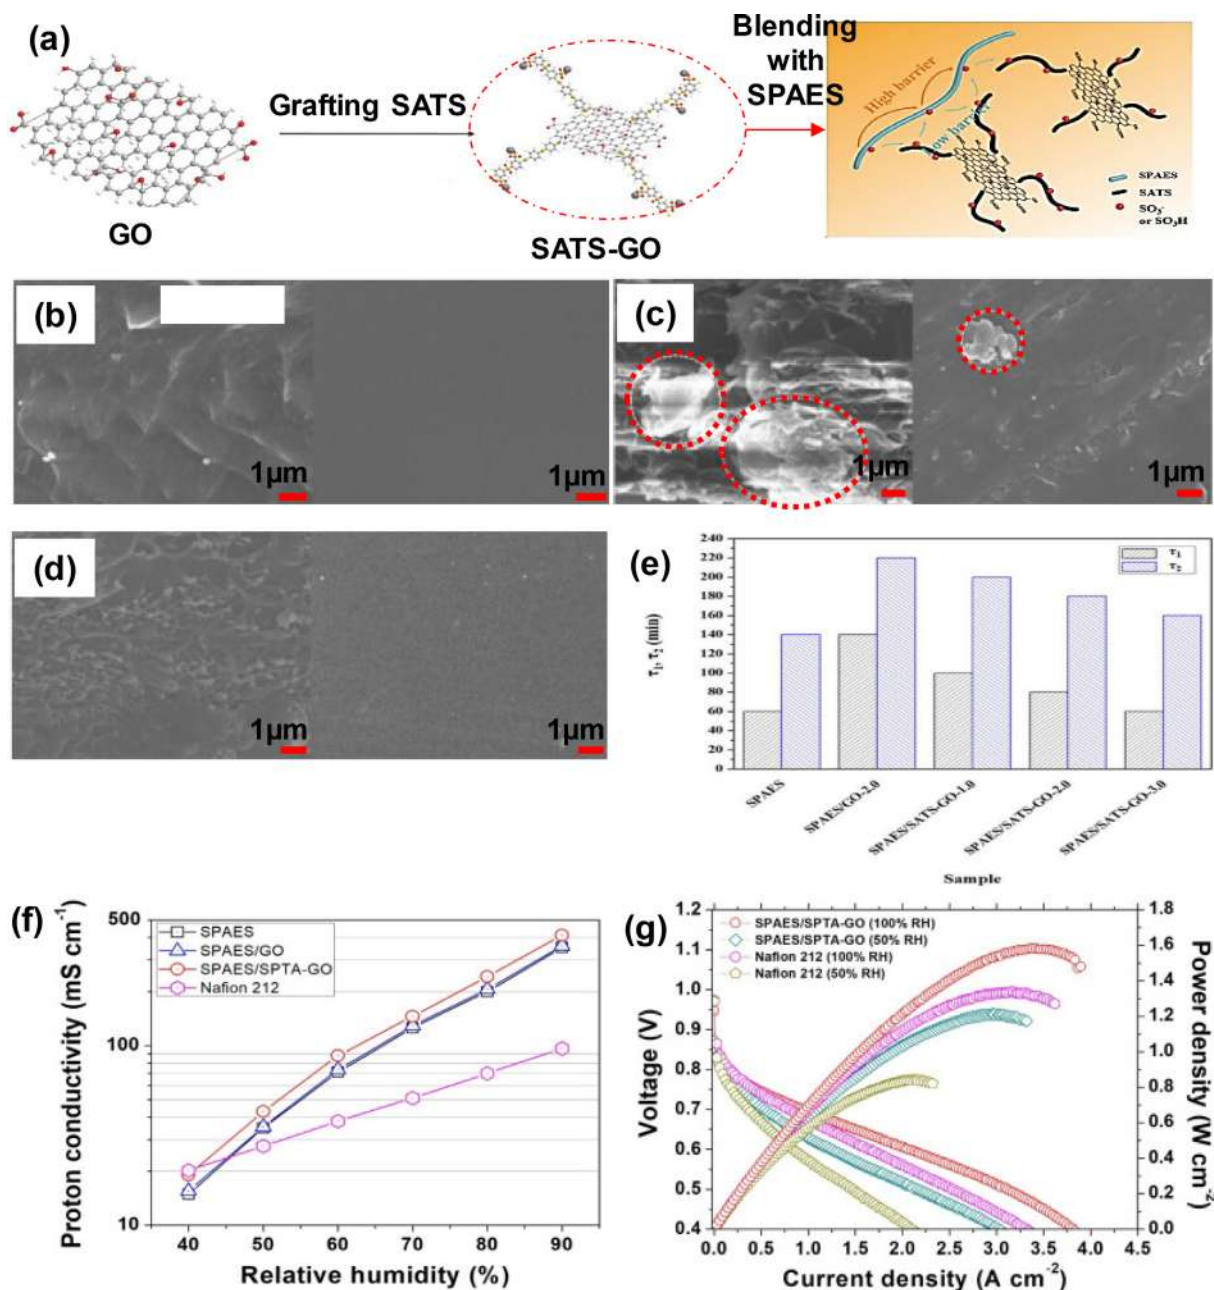 (a)
GO
Grafting SATS
SATS-GO
Blending
with
SPAES
High barrier
Low barrier
SPAES
SATS
SO₃⁻
or SO₃H
(b)
1μm
1μm
(c)
1μm
1μm
(d)
1μm
1μm
(e)
τ₁, τ₂ (min)
240
220
200
180
160
140
120
100
80
60
40
20
0
τ₁
τ₂
SPAES
SPAES/GO-2.0
SPAES/SATS-GO-1.0
SPAES/SATS-GO-2.0
SPAES/SATS-GO-3.0
Sample
(f)
Proton conductivity (mS cm⁻¹)
500
100
10
SPAES
SPAES/GO
SPAES/SPTA-GO
Nafion 212
40 50 60 70 80 90
Relative humidity (%)
(g)
Voltage (V)
1.2
1.1
1.0
0.9
0.8
0.7
0.6
0.5
0.4
SPAES/SPTA-GO (100% RH)
SPAES/SPTA-GO (50% RH)
Nafion 212 (100% RH)
Nafion 212 (50% RH)
1.8
1.6
1.4
1.2
1.0
0.8
0.6
0.4
0.2
0.0
Power density (W cm⁻²)
0.0 0.5 1.0 1.5 2.0 2.5 3.0 3.5 4.0 4.5
Current density (A cm⁻²)